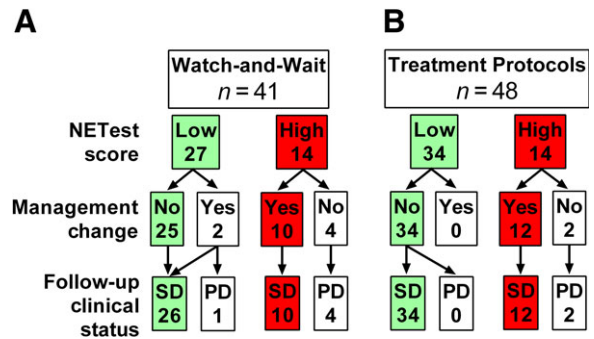 A
B
Watch-and-Wait
n = 41
Treatment Protocols
n = 48
NETest
score
Low
27
High
14
Low
34
High
14
Management
change
No
25
Yes
2
Yes
10
No
4
No
34
Yes
0
Yes
12
No
2
Follow-up
clinical
status
SD
26
PD
1
SD
10
PD
4
SD
34
PD
0
SD
12
PD
2